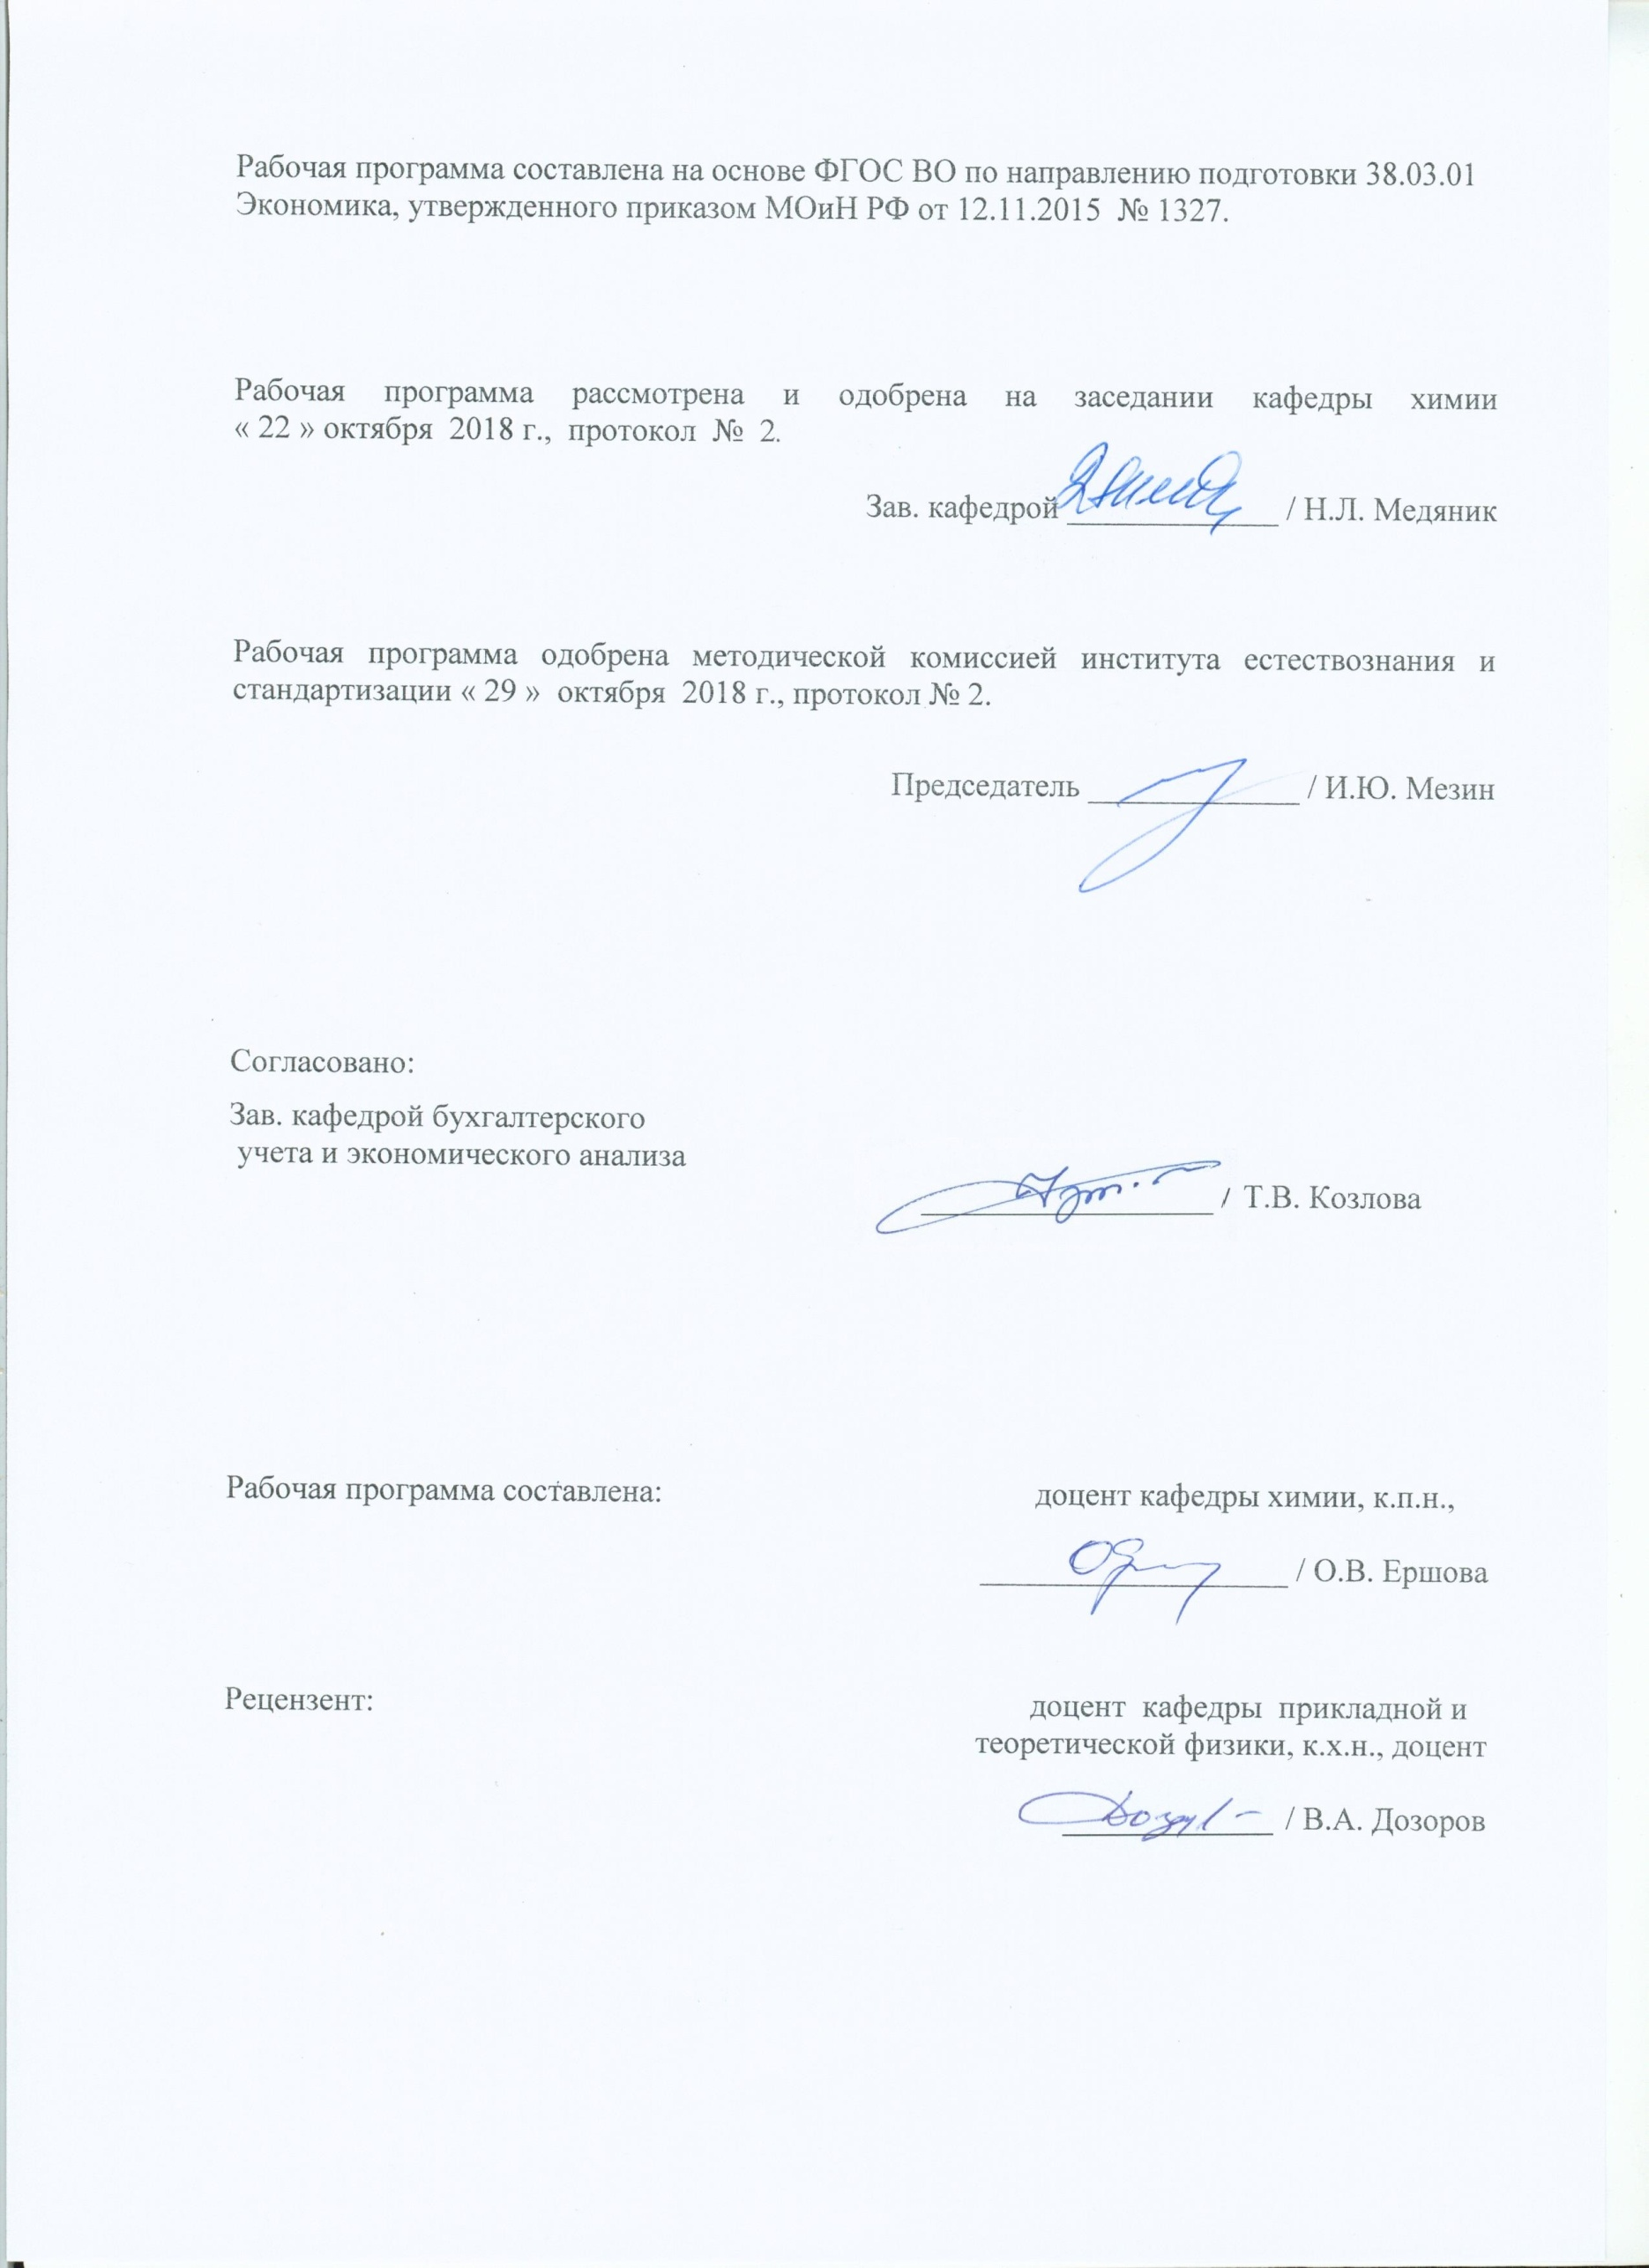 Рабочая программа составлена на основе ФГОС ВО по направлению подготовки 38.03.01
Экономика, утвержденного приказом МОиН РФ от 12.11.2015 № 1327.
Рабочая программа рассмотрена и одобрена на заседании кафедры химии
« 22 » октября 2018 г., протокол № 2.
Зав. кафедрой ____________ / Н.Л. Медяник
Рабочая программа одобрена методической комиссией института естествознания и
стандартизации « 29 » октября 2018 г., протокол № 2.
Председатель ____________ / И.Ю. Мезин
Согласовано:
Зав. кафедрой бухгалтерского
учета и экономического анализа
_________________ / Т.В. Козлова
Рабочая программа составлена:
доцент кафедры химии, к.п.н.,
__________________ / О.В. Ершова
Рецензент:
доцент кафедры прикладной и
теоретической физики, к.х.н., доцент
____________ / В.А. Дозоров